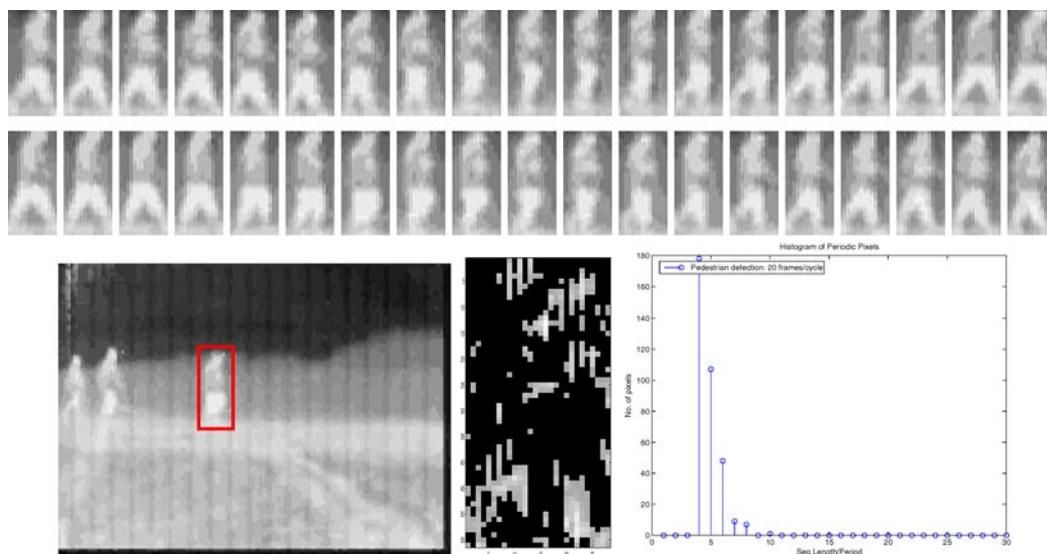 Histogram of Periodic Pixels
180
Pedestrian detection: 20 frames/cycle
160
140
120
100
80
60
40
20
0
No. of pixels
0 5 10 15 20 25 30
Seq Length/Period